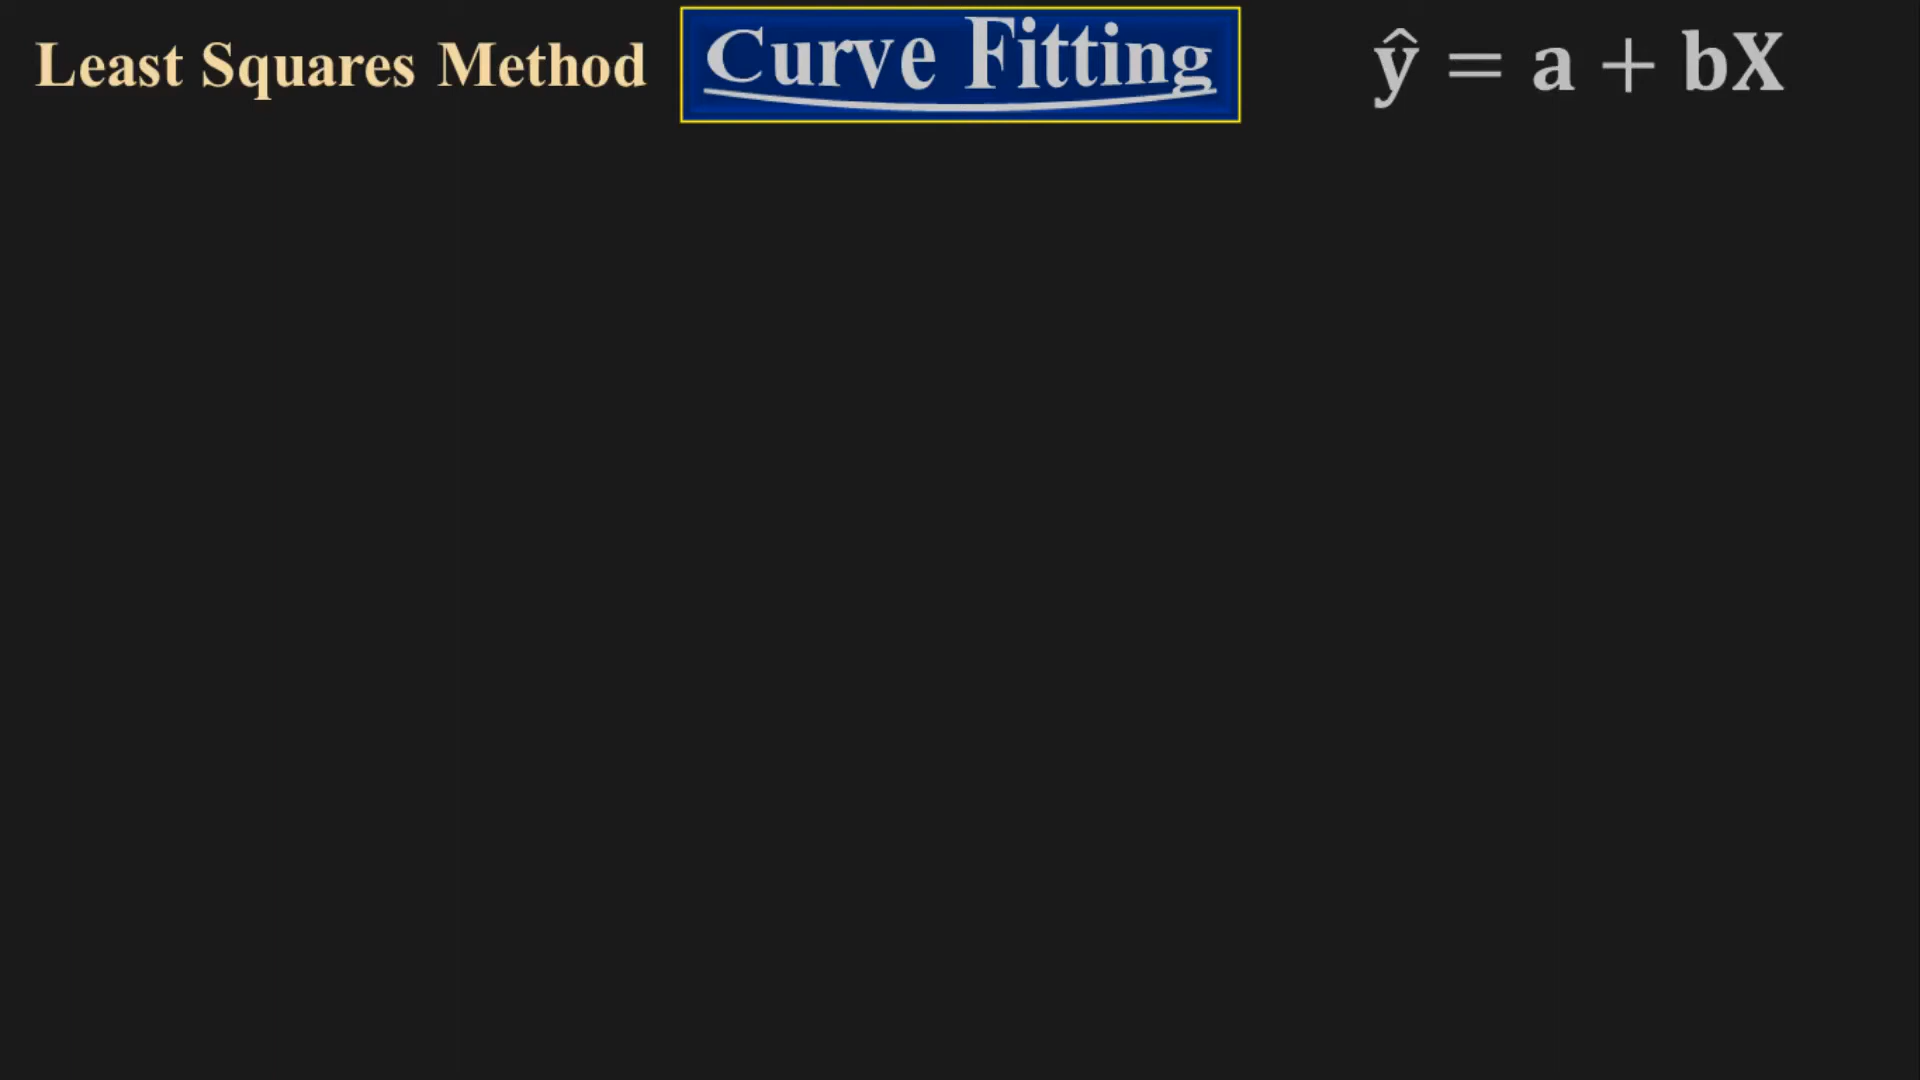 Least Squares Method Curve Fitting ŷ = a + bX